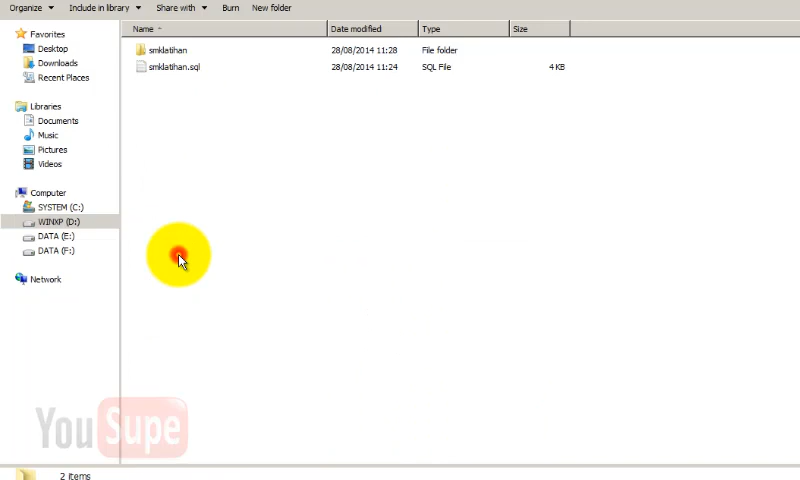 Organize Include in library Share with Burn New folder
Name Date modified Type Size
Favorites
Desktop
Downloads
Recent Places
Libraries
Documents
Music
Pictures
Videos
Computer
SYSTEM (C:)
WINXP (D:)
DATA (E:)
DATA (F:)
Network
smklatihan 28/08/2014 11:28 File folder
smklatihan.sql 28/08/2014 11:24 SQL File 4 KB
You Supe
2 items